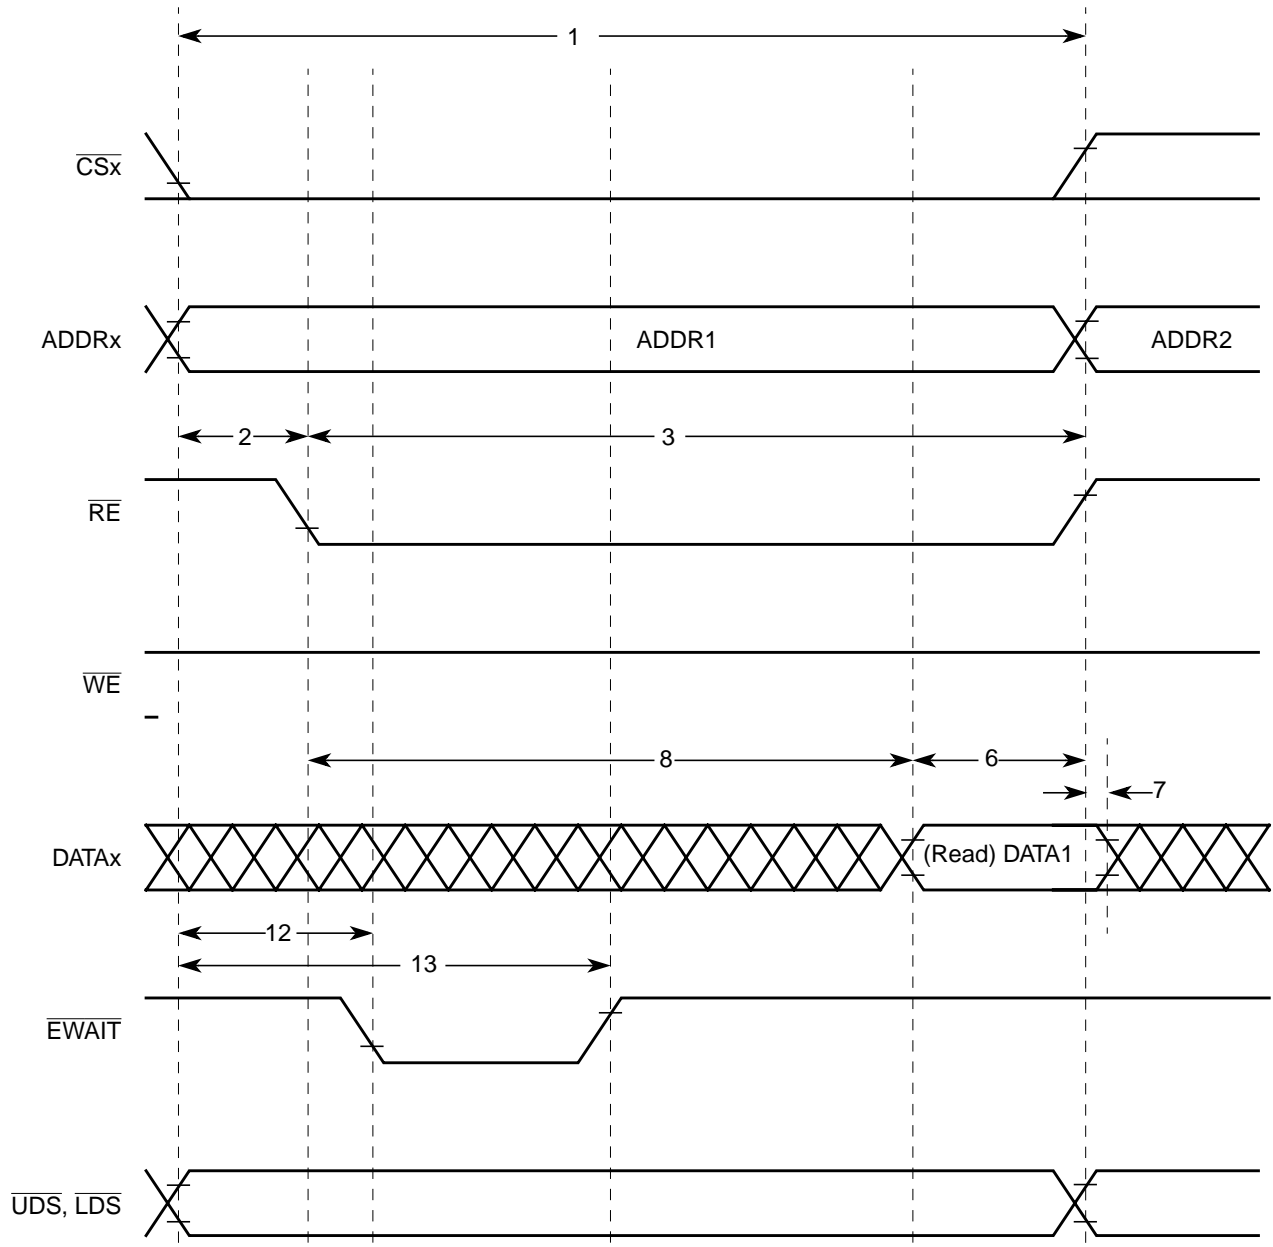 1
CSx
ADDRx
ADDR1
ADDR2
2
3
RE
WE
8
6
7
DATAx
(Read) DATA1
12
13
EWAIT
UDS, LDS